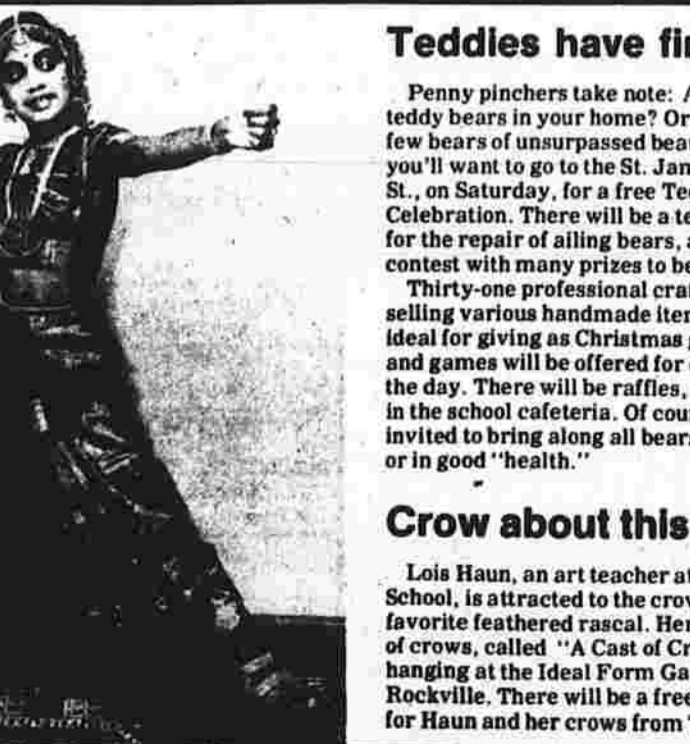 Teddies have fir
Penny pinchers take note: A
teddy bears in your home? Or
few bears of unsurpassed beau
you'll want to go to the St. Jam
St., on Saturday, for a free Te
Celebration. There will be a te
for the repair of ailing bears, a
contest with many prizes to be
Thirty-one professional craf
selling various handmade iter
ideal for giving as Christmas g
and games will be offered for
the day. There will be raffles,
in the school cafeteria. Of cou
invited to bring along all bears
or in good "health."
Crow about this
Lois Haun, an art teacher at
School, is attracted to the crov
favorite feathered rascal. Her
of crows, called "A Cast of Cr
hanging at the Ideal Form Ga
Rockville. There will be a free
for Haun and her crows from